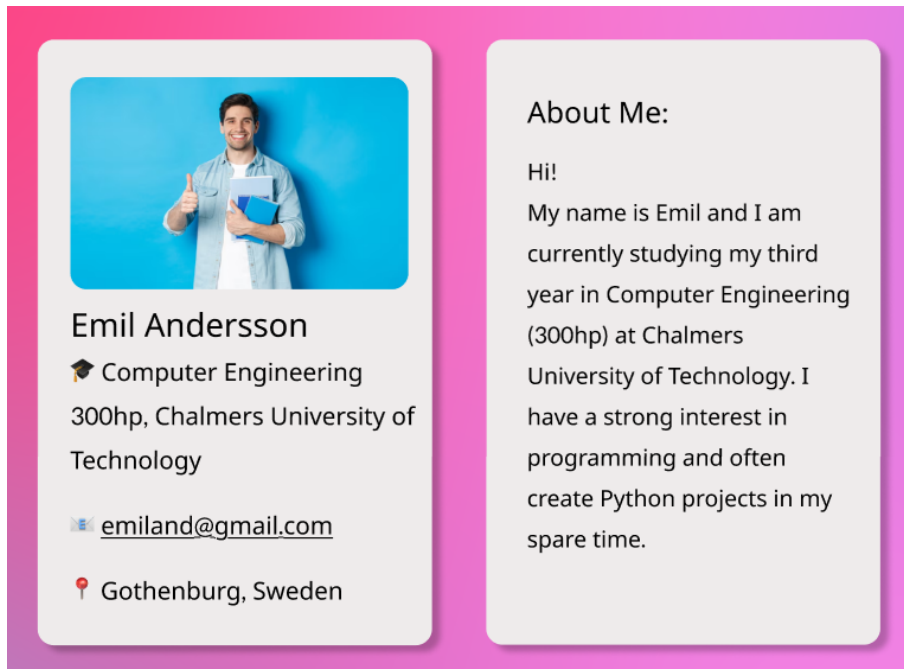 Emil Andersson
🎓 Computer Engineering
300hp, Chalmers University of
Technology
📧 emiland@gmail.com
📍 Gothenburg, Sweden
About Me:
Hi!
My name is Emil and I am
currently studying my third
year in Computer Engineering
(300hp) at Chalmers
University of Technology. I
have a strong interest in
programming and often
create Python projects in my
spare time.